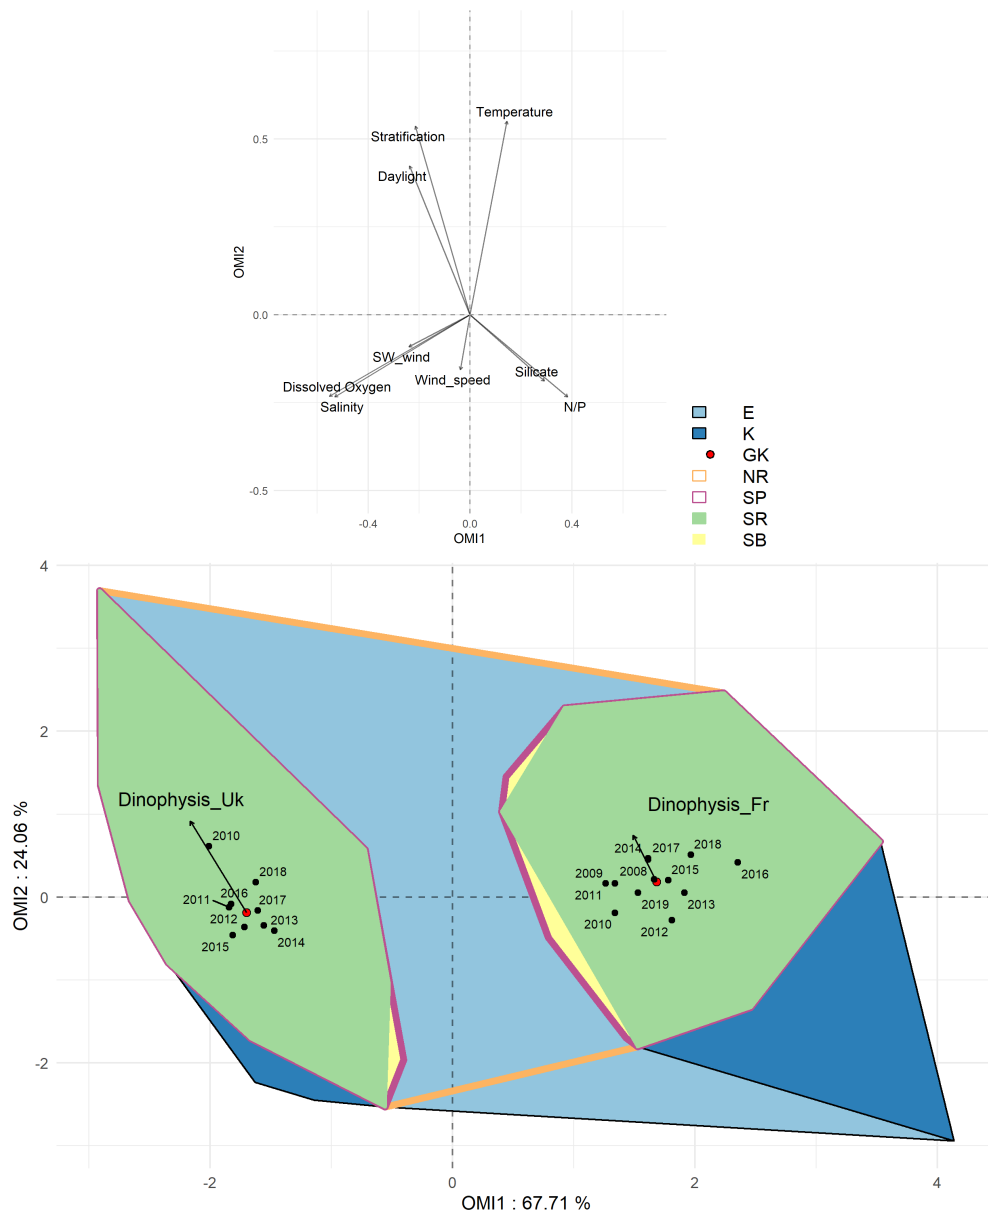 Temperature
Stratification
Daylight
SW_wind
Dissolved Oxygen
Salinity
Wind_speed
Silicate
N/P
0.5
0.0
-0.5
OMI2
-0.4
0.0
0.4
OMI1
E
K
GK
NR
SP
SR
SB
4
2
0
-2
OMI2 : 24.06 %
Dinophysis_Uk
2010
2018
2016
2011
2017
2012
2013
2015
2014
Dinophysis_Fr
2014
2017
2018
2009
2008
2015
2016
2011
2019
2013
2010
2012
-2
0
2
4
OMI1 : 67.71 %